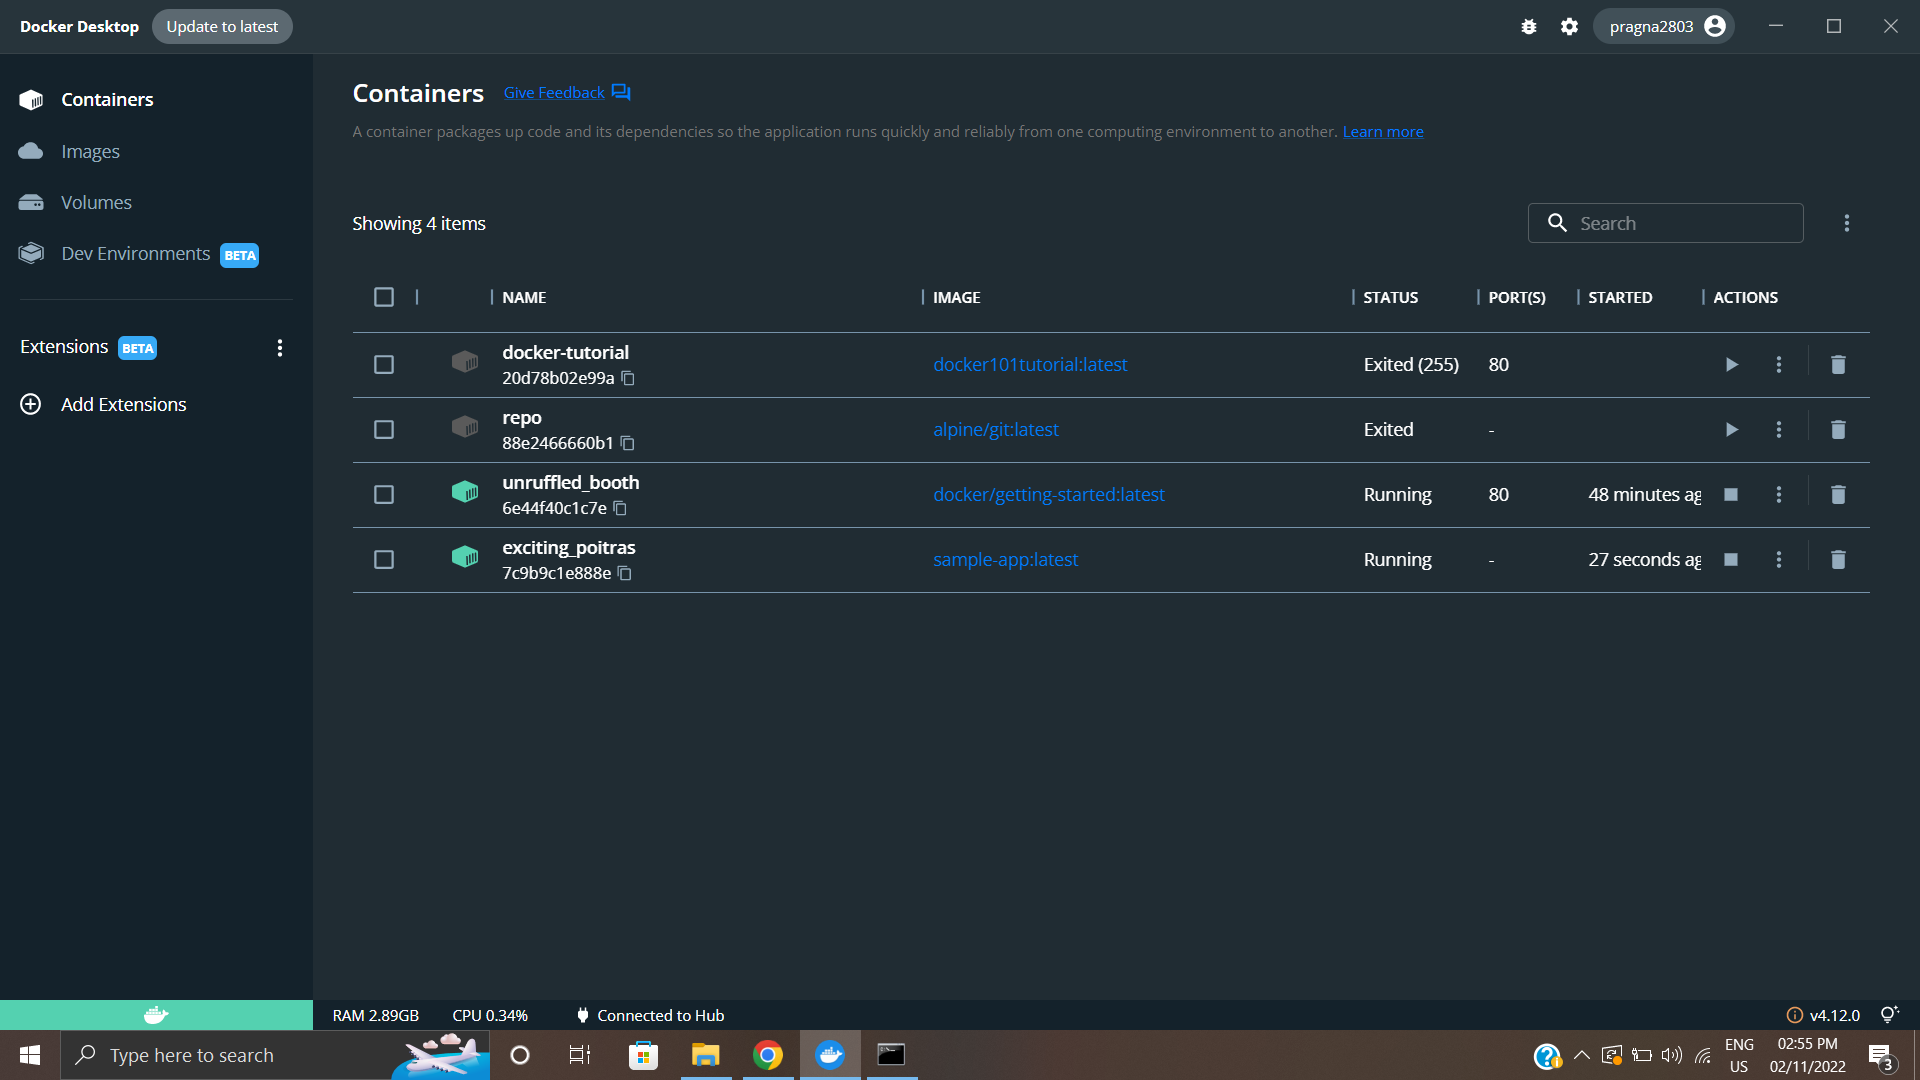 Docker Desktop Update to latest pragna2803
Containers
Images
Volumes
Dev Environments BETA
Extensions BETA
Add Extensions
Containers Give Feedback
A container packages up code and its dependencies so the application runs quickly and reliably from one computing environment to another. Learn more
Showing 4 items Search
NAME IMAGE STATUS PORT(S) STARTED ACTIONS
docker-tutorial
20d78b02e99a docker101tutorial:latest Exited (255) 80
repo
88e2466660b1 alpine/git:latest Exited -
unruffled_booth
6e44f40c1c7e docker/getting-started:latest Running 80 48 minutes ag
exciting_poitras
7c9b9c1e888e sample-app:latest Running - 27 seconds ag
RAM 2.89GB CPU 0.34% Connected to Hub v4.12.0
Type here to search ENG 02:55 PM
US 02/11/2022 3